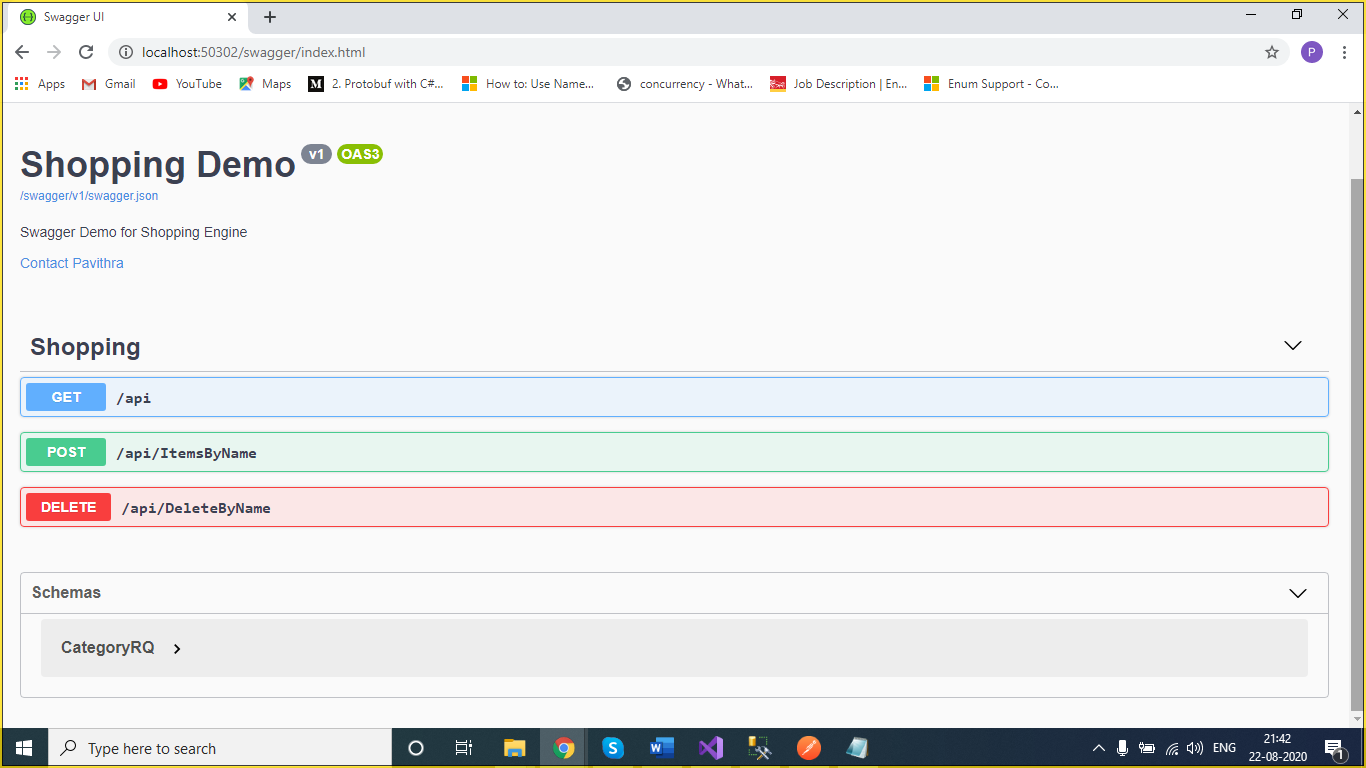 Swagger UI
localhost:50302/swagger/index.html
P
Apps Gmail YouTube Maps M 2. Protobuf with C#... How to: Use Name... concurrency - What... Job Description | En... Enum Support - Co...
Shopping Demo v1 OAS3
/swagger/v1/swagger.json
Swagger Demo for Shopping Engine
Contact Pavithra
Shopping
GET /api
POST /api/ItemsByName
DELETE /api/DeleteByName
Schemas
CategoryRQ
Type here to search
ENG
21:42
22-08-2020
1